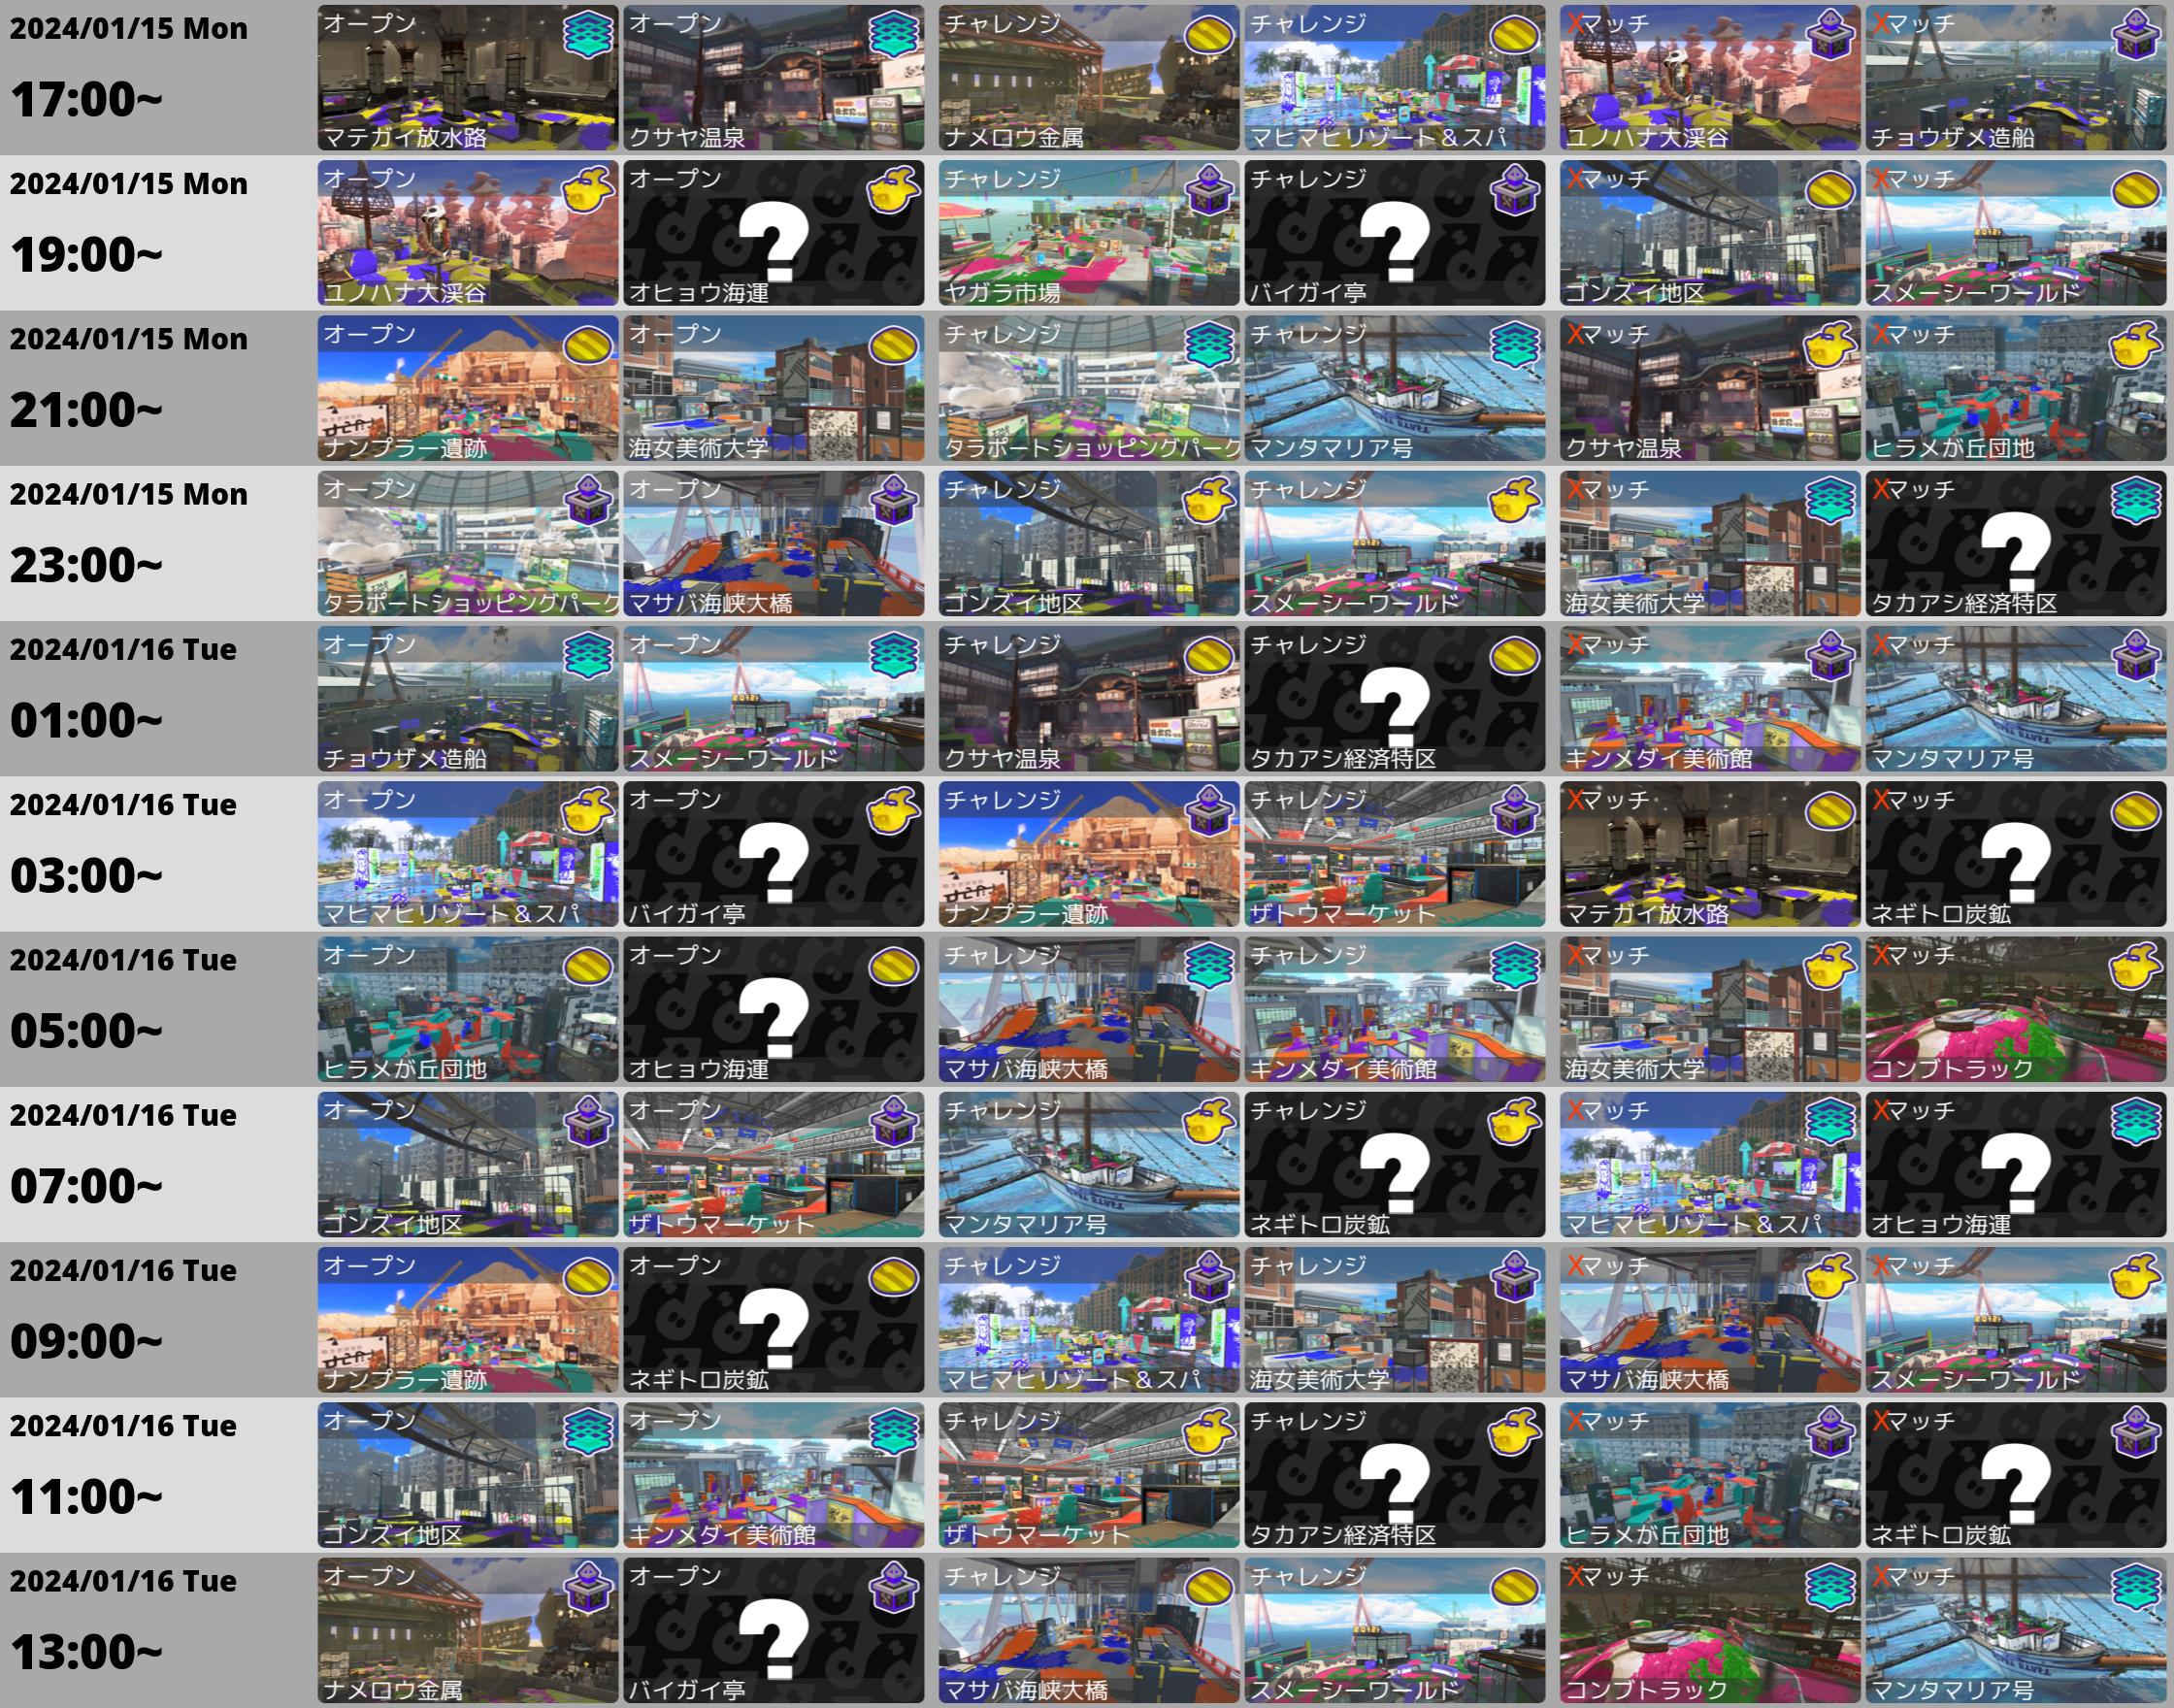 2024/01/15 Mon
17:00~
オープン
マテガイ放水路
オープン
クサヤ温泉
チャレンジ
ナメロウ金属
チャレンジ
マヒマヒリゾート＆スパ
Xマッチ
ユノハナ大渓谷
Xマッチ
チョウザメ造船
2024/01/15 Mon
19:00~
オープン
ユノハナ大渓谷
オープン
?
オヒョウ海運
チャレンジ
ヤガラ市場
チャレンジ
?
バイガイ亭
Xマッチ
ゴンズイ地区
Xマッチ
スメーシーワールド
2024/01/15 Mon
21:00~
オープン
ナンプラー遺跡
オープン
海女美術大学
チャレンジ
タラポートショッピングパーク
チャレンジ
マンタマリア号
Xマッチ
クサヤ温泉
Xマッチ
ヒラメが丘団地
2024/01/15 Mon
23:00~
オープン
タラポートショッピングパーク
オープン
マサバ海峡大橋
チャレンジ
ゴンズイ地区
チャレンジ
スメーシーワールド
Xマッチ
海女美術大学
Xマッチ
?
タカアシ経済特区
2024/01/16 Tue
01:00~
オープン
チョウザメ造船
オープン
スメーシーワールド
チャレンジ
クサヤ温泉
チャレンジ
?
タカアシ経済特区
Xマッチ
キンメダイ美術館
Xマッチ
マンタマリア号
2024/01/16 Tue
03:00~
オープン
マヒマヒリゾート＆スパ
オープン
?
バイガイ亭
チャレンジ
ナンプラー遺跡
チャレンジ
ザトウマーケット
Xマッチ
マテガイ放水路
Xマッチ
?
ネギトロ炭鉱
2024/01/16 Tue
05:00~
オープン
ヒラメが丘団地
オープン
?
オヒョウ海運
チャレンジ
マサバ海峡大橋
チャレンジ
キンメダイ美術館
Xマッチ
海女美術大学
Xマッチ
コンブトラック
2024/01/16 Tue
07:00~
オープン
ゴンズイ地区
オープン
ザトウマーケット
チャレンジ
マンタマリア号
チャレンジ
?
ネギトロ炭鉱
Xマッチ
マヒマヒリゾート＆スパ
Xマッチ
?
オヒョウ海運
2024/01/16 Tue
09:00~
オープン
ナンプラー遺跡
オープン
?
ネギトロ炭鉱
チャレンジ
マヒマヒリゾート＆スパ
チャレンジ
海女美術大学
Xマッチ
マサバ海峡大橋
Xマッチ
スメーシーワールド
2024/01/16 Tue
11:00~
オープン
ゴンズイ地区
オープン
キンメダイ美術館
チャレンジ
ザトウマーケット
チャレンジ
?
タカアシ経済特区
Xマッチ
ヒラメが丘団地
Xマッチ
?
ネギトロ炭鉱
2024/01/16 Tue
13:00~
オープン
ナメロウ金属
オープン
?
バイガイ亭
チャレンジ
マサバ海峡大橋
チャレンジ
スメーシーワールド
Xマッチ
コンブトラック
Xマッチ
マンタマリア号